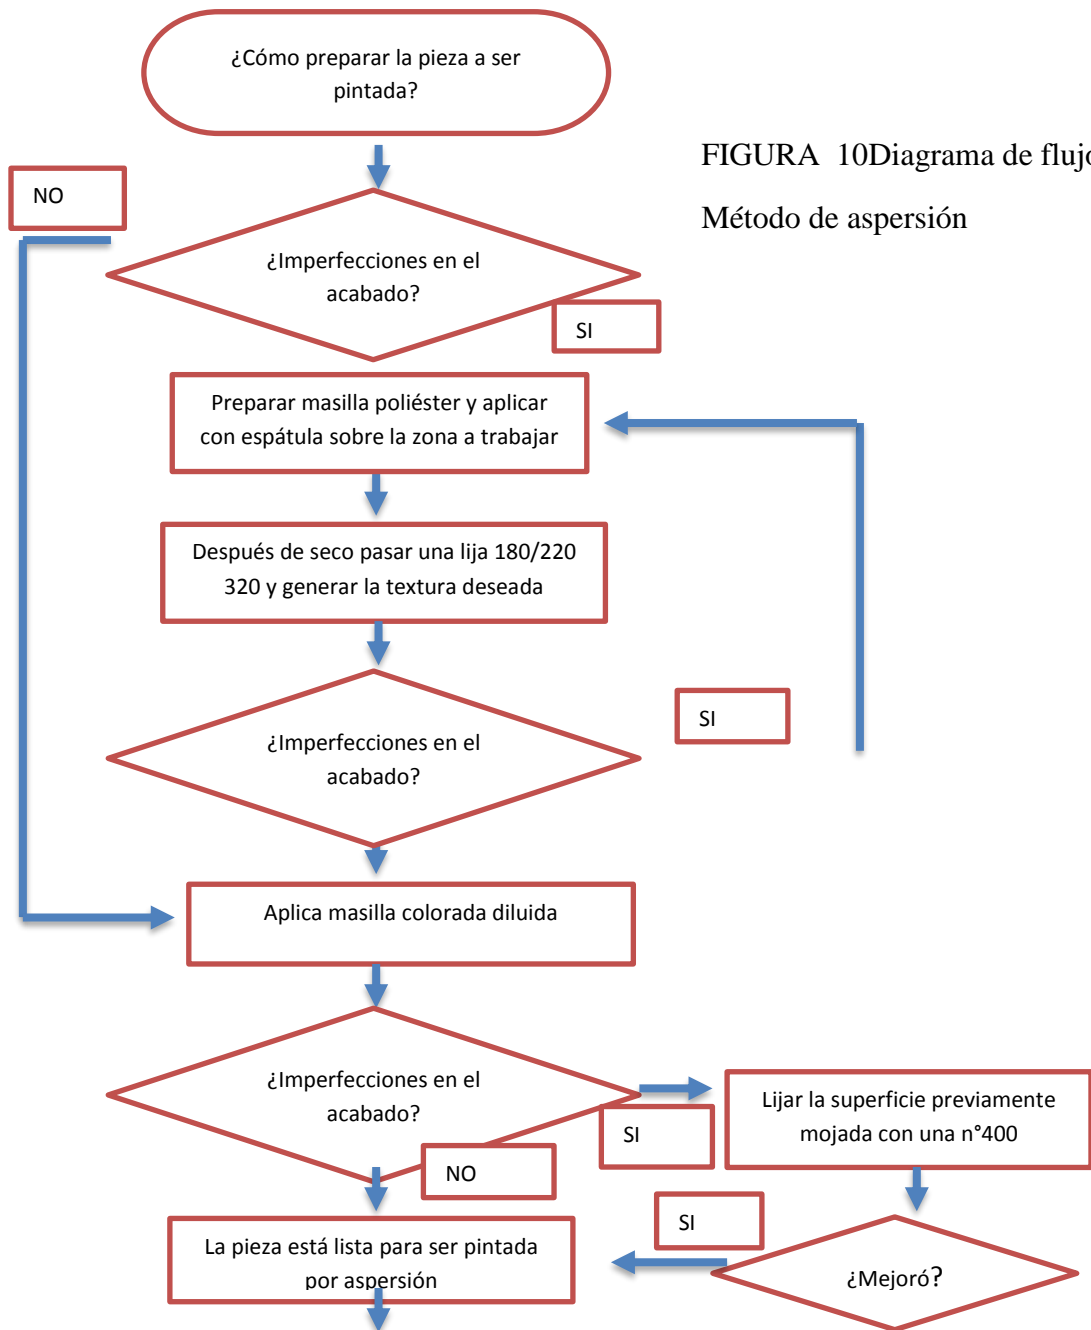 ¿Cómo preparar la pieza a ser
pintada?
FIGURA 10Diagrama de flujo
Método de aspersión
NO
¿Imperfecciones en el
acabado?
SI
Preparar masilla poliéster y aplicar
con espátula sobre la zona a trabajar
Después de seco pasar una lija 180/220
320 y generar la textura deseada
SI
¿Imperfecciones en el
acabado?
Aplica masilla colorada diluida
¿Imperfecciones en el
acabado?
SI
Lijar la superficie previamente
mojada con una n°400
NO
SI
La pieza está lista para ser pintada
por aspersión
¿Mejoró?